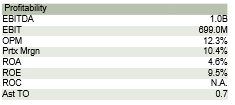 Profitability
EBITDA 1.0B
EBIT 699.0M
OPM 12.3%
Prtx Mrgn 10.4%
ROA 4.6%
ROE 9.5%
ROC N.A.
Ast TO 0.7